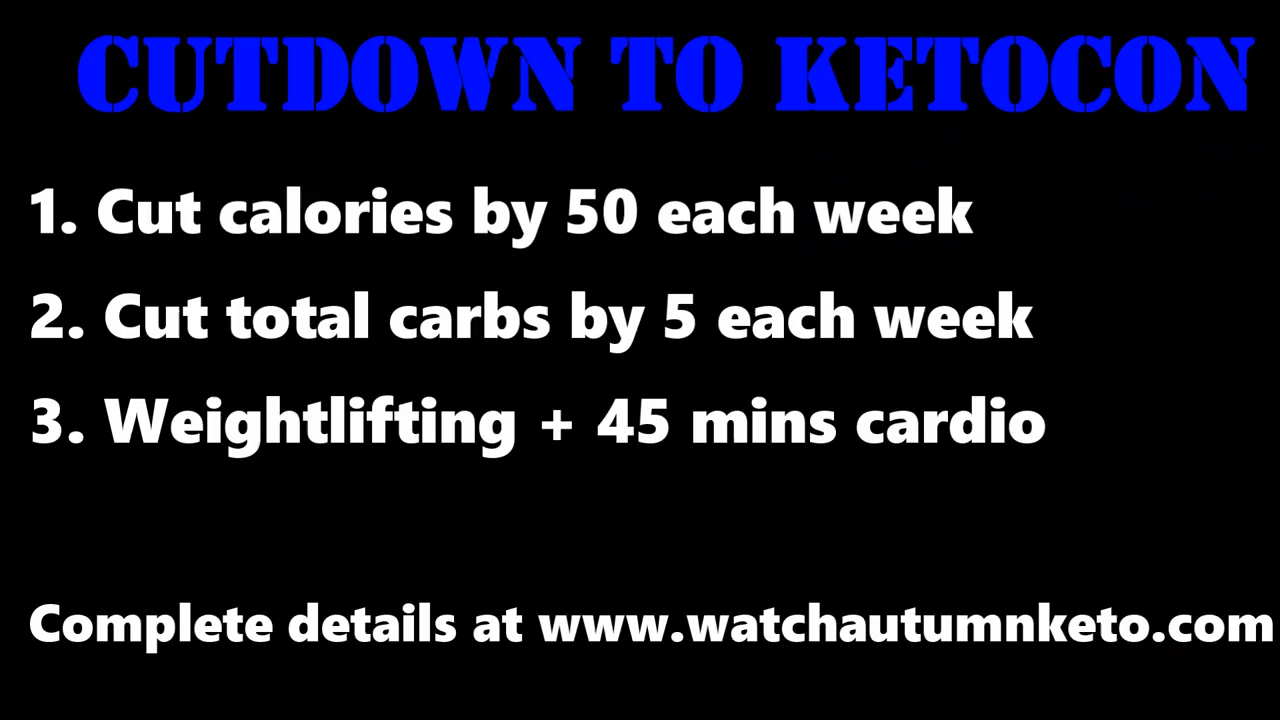 CUTDOWN TO KETOCON
1. Cut calories by 50 each week
2. Cut total carbs by 5 each week
3. Weightlifting + 45 mins cardio
Complete details at www.watchautumnketo.com